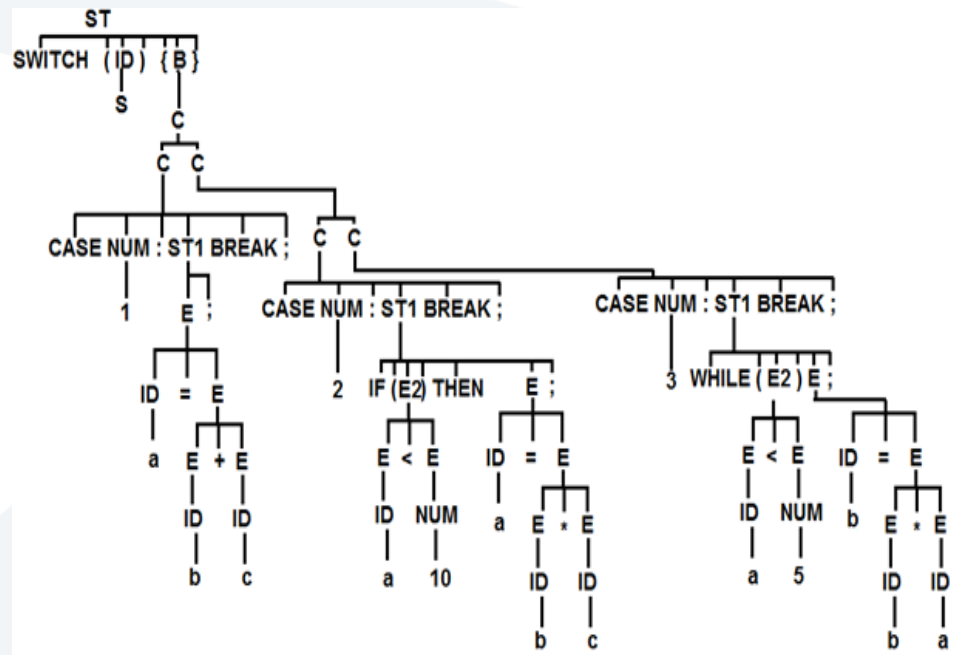 ST
SWITCH (ID) {B}
S
C
C C
C C
CASE NUM : ST1 BREAK ;
CASE NUM : ST1 BREAK ;
CASE NUM : ST1 BREAK ;
1 E ;
2 IF (E2) THEN E ;
3 WHILE ( E2 ) E ;
ID = E
a E + E
E < E ID = E
E < E ID = E
ID ID
ID NUM a E * E
ID NUM b E * E
b c
a 10 ID ID
a 5 ID ID
b c
b a